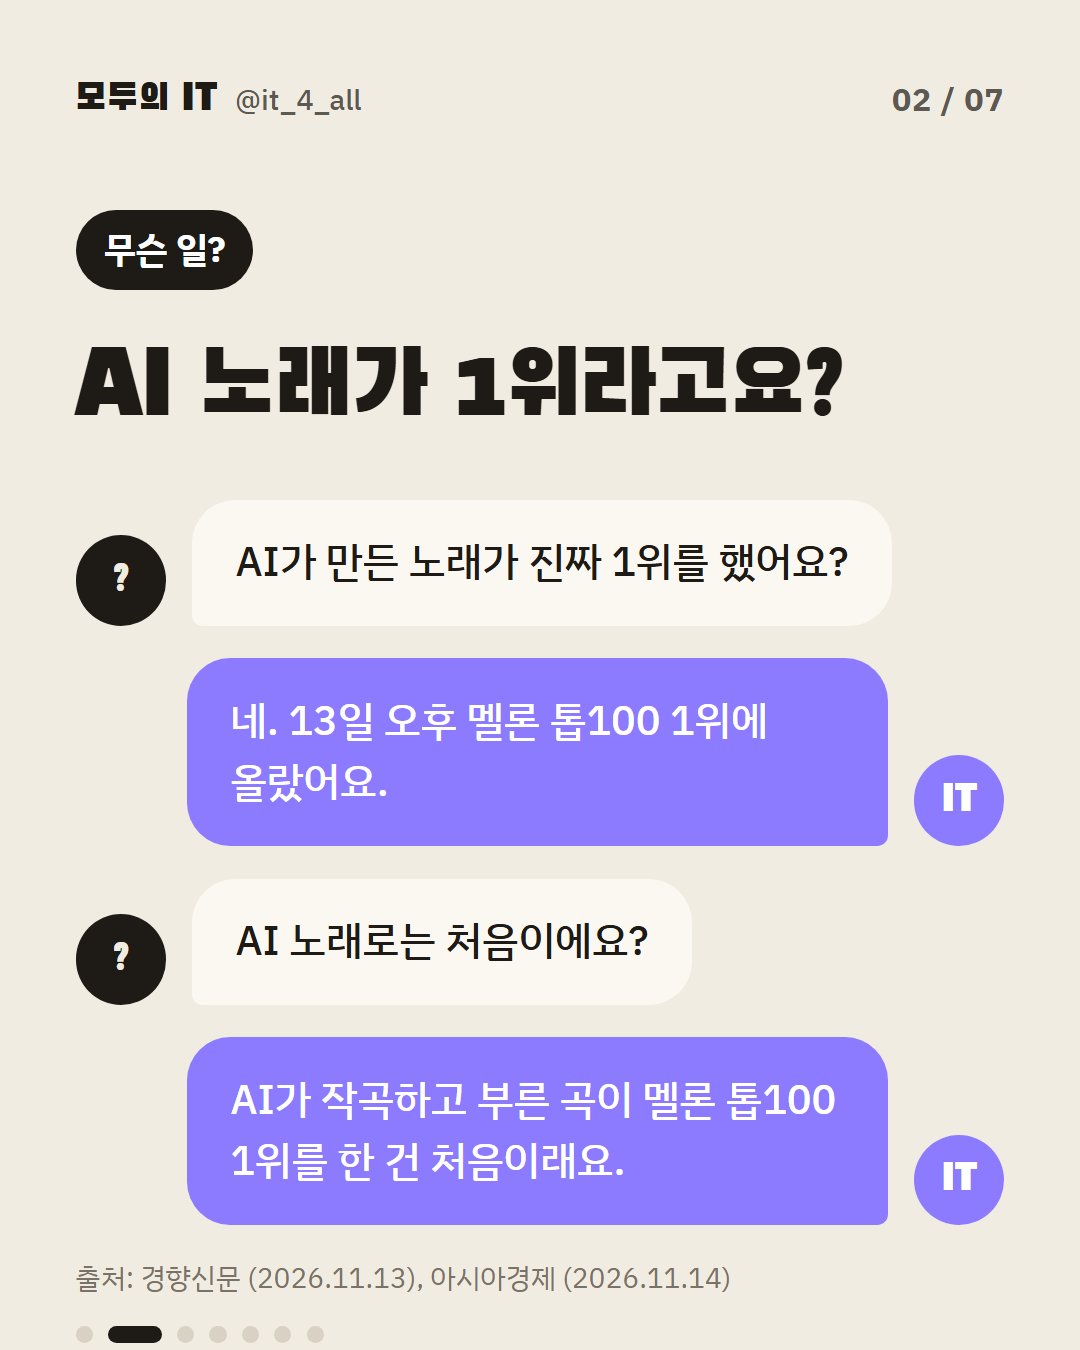 모두의 IT @it_4_all
02 / 07
무슨 일?
AI 노래가 1위라고요?
?
AI가 만든 노래가 진짜 1위를 했어요?
네. 13일 오후 멜론 톱100 1위에
올랐어요.
IT
?
AI 노래로는 처음이에요?
AI가 작곡하고 부른 곡이 멜론 톱100
1위를 한 건 처음이래요.
IT
출처: 경향신문 (2026.11.13), 아시아경제 (2026.11.14)